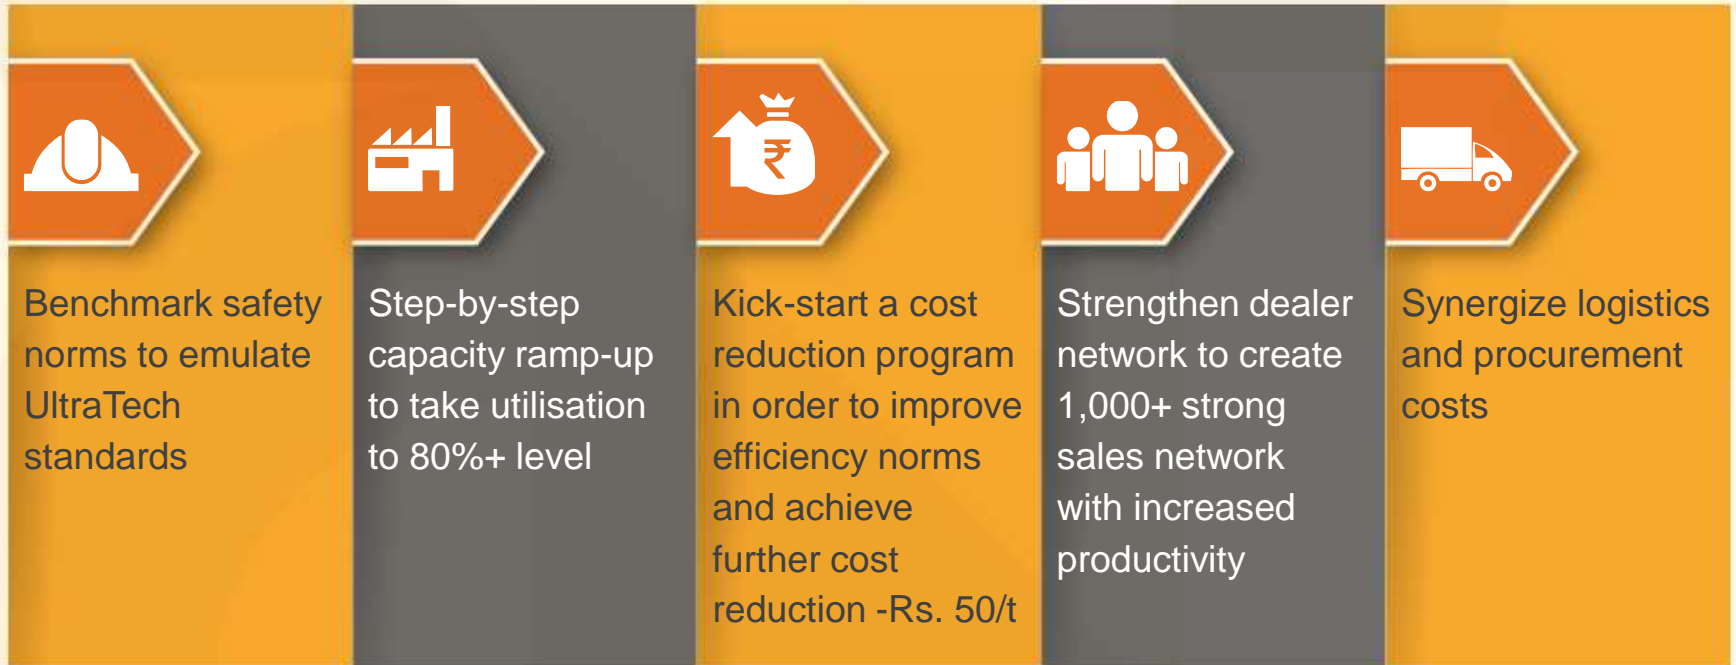 Benchmark safety
norms to emulate
UltraTech
standards
Step-by-step
capacity ramp-up
to take utilisation
to 80%+ level
₹
Kick-start a cost
reduction program
in order to improve
efficiency norms
and achieve
further cost
reduction -Rs. 50/t
Strengthen dealer
network to create
1,000+ strong
sales network
with increased
productivity
Synergize logistics
and procurement
costs